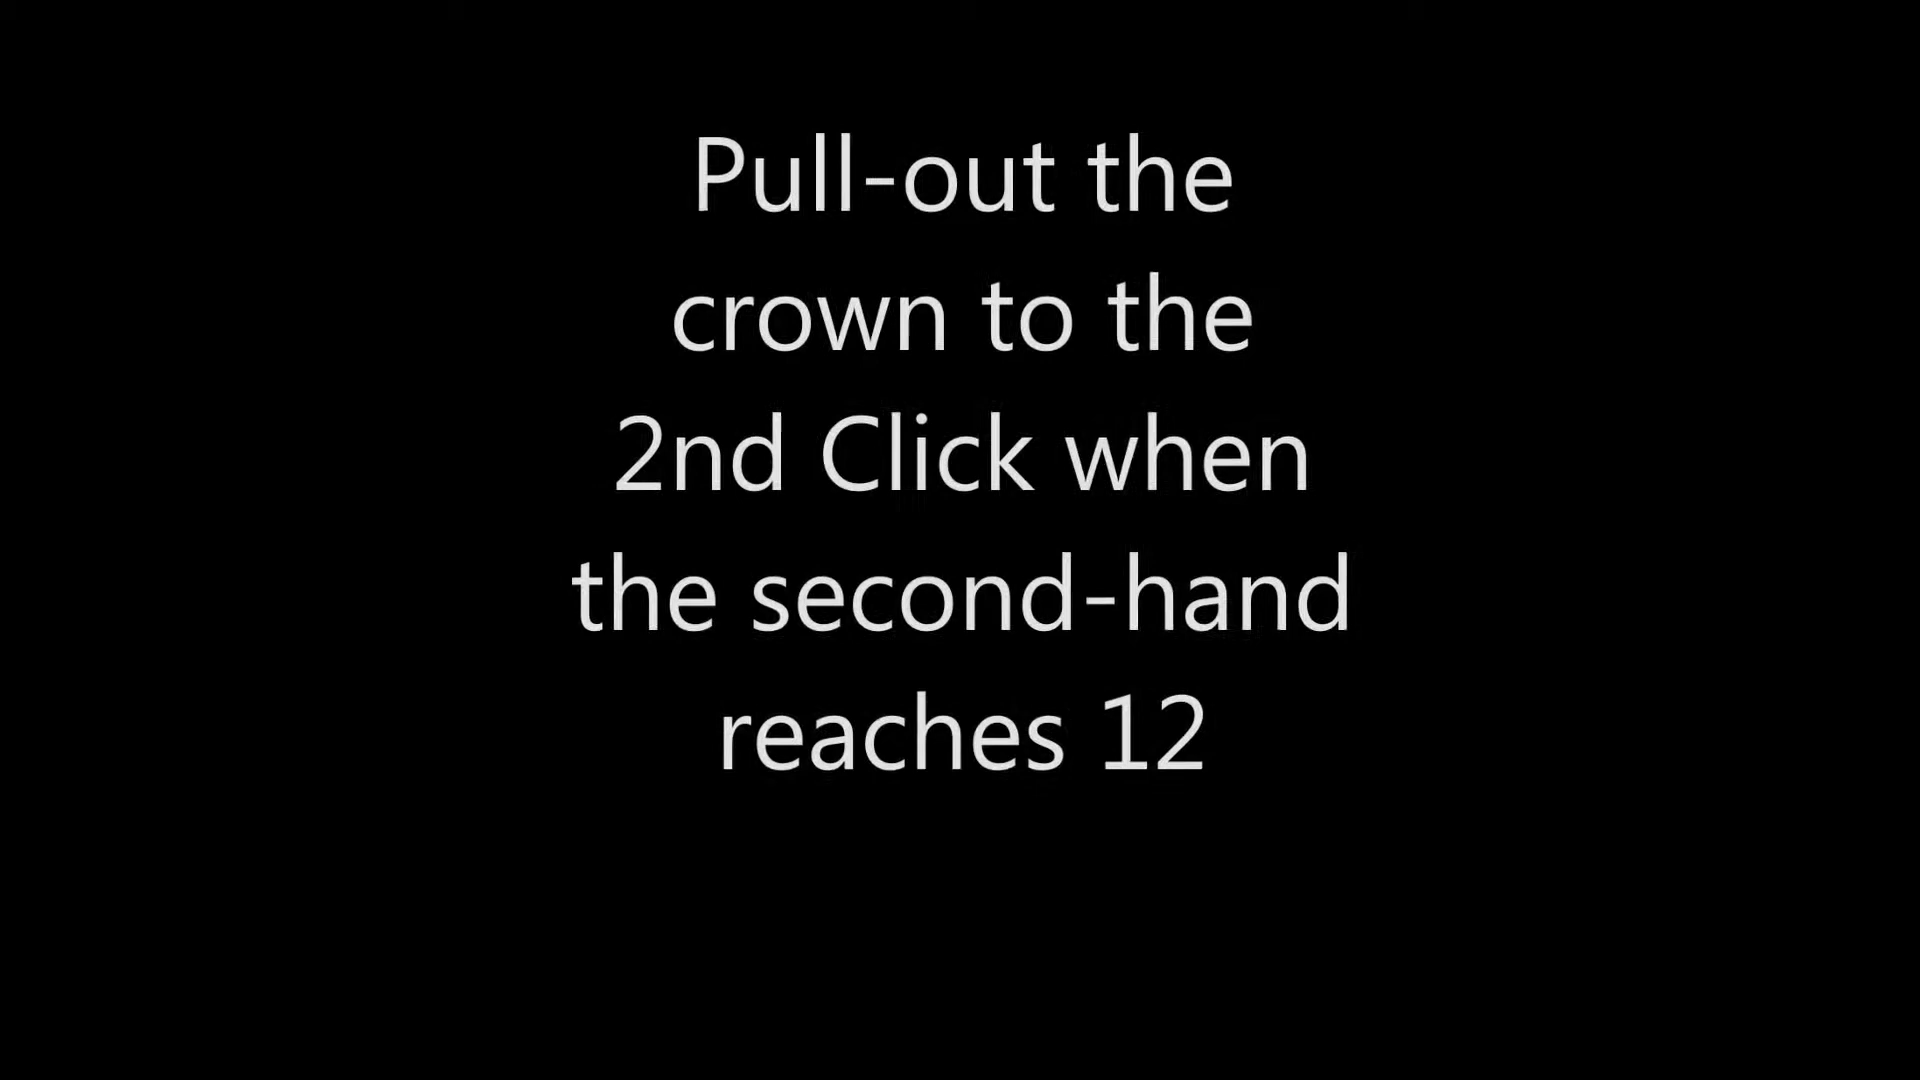 Pull-out the
crown to the
2nd Click when
the second-hand
reaches 12